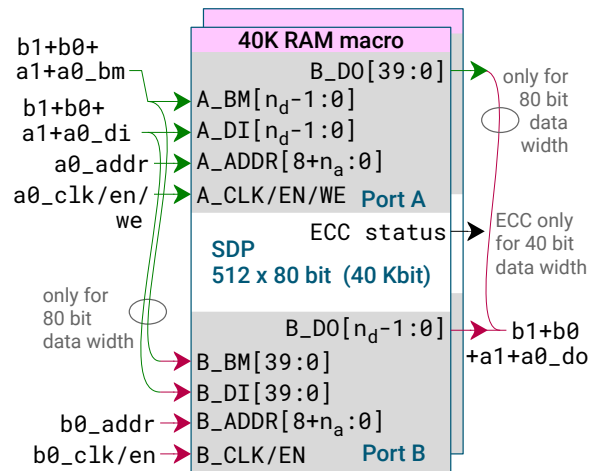 b1+b0+
a1+a0_bm
b1+b0+
a1+a0_di
a0_addr
a0_clk/en/
we
40K RAM macro
B_DO[39:0]
A_BM[nd-1:0]
A_DI[nd-1:0]
A_ADDR[8+na:0]
A_CLK/EN/WE
Port A
only for
80 bit
data
width
ECC status
ECC only
for 40 bit
data width
SDP
512 x 80 bit (40 Kbit)
only for
80 bit
data width
B_DO[nd-1:0]
b1+b0
+a1+a0_do
B_BM[39:0]
B_DI[39:0]
b0_addr
B_ADDR[8+na:0]
b0_clk/en
B_CLK/EN
Port B